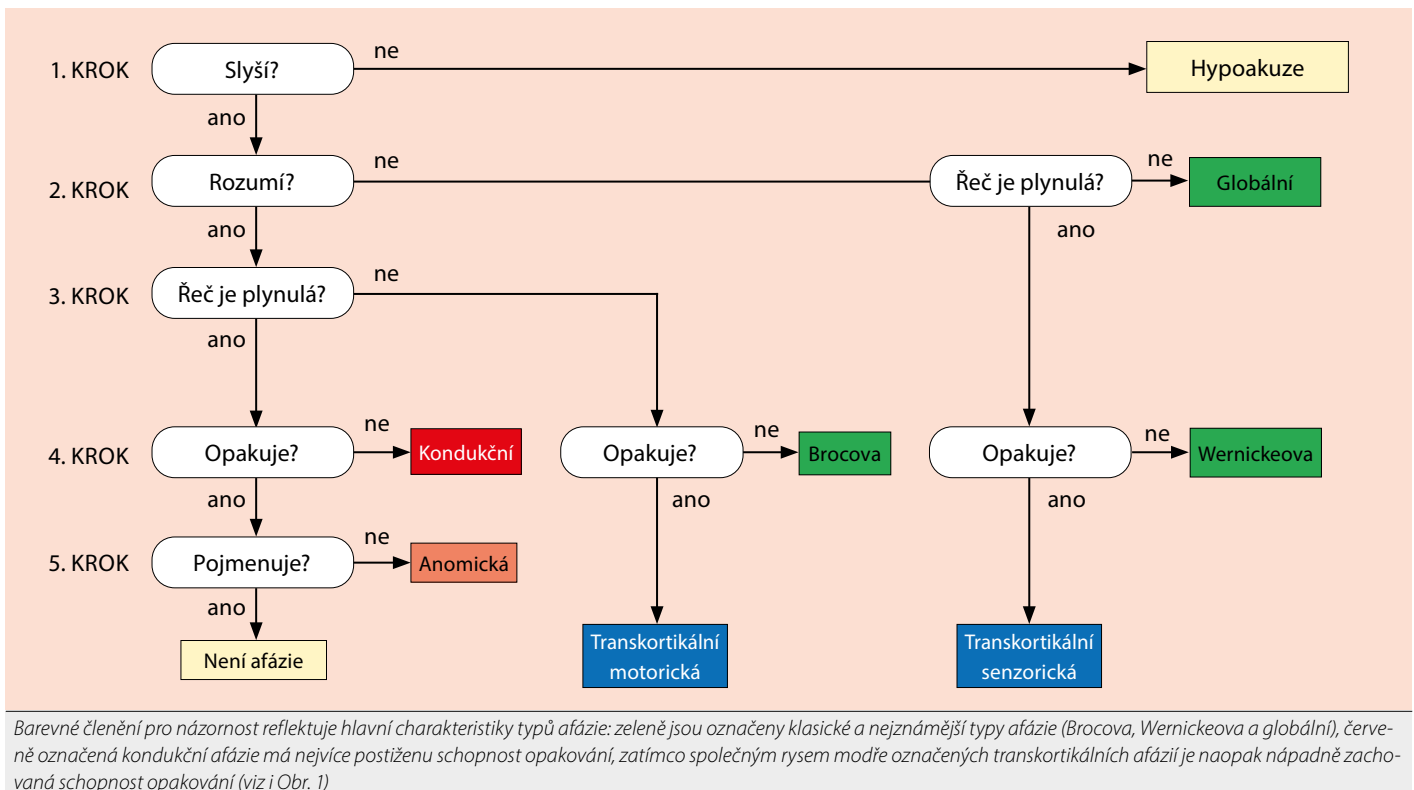 1. KROK
Slyší?
ne
Hypoakuze
ano
2. KROK
Rozumí?
ne
Řeč je plynulá?
ne
Globální
ano
ano
3. KROK
Řeč je plynulá?
ne
ano
4. KROK
Opakuje?
ne
Kondukční
Opakuje?
ne
Brocova
Opakuje?
ne
Wernickeova
ano
ano
ano
5. KROK
Pojmenuje?
ne
Anomická
ano
Není afázie
Transkortikální
motorická
Transkortikální
senzorická
Barevné členění pro názornost reflektuje hlavní charakteristiky typů afázie: zeleně jsou označeny klasické a nejznámější typy afázie (Brocova, Wernickeova a globální), červe-
ně označená kondukční afázie má nejvíce postiženu schopnost opakování, zatímco společným rysem modře označených transkortikálních afázií je naopak nápadně zacho-
vaná schopnost opakování (viz i Obr. 1)